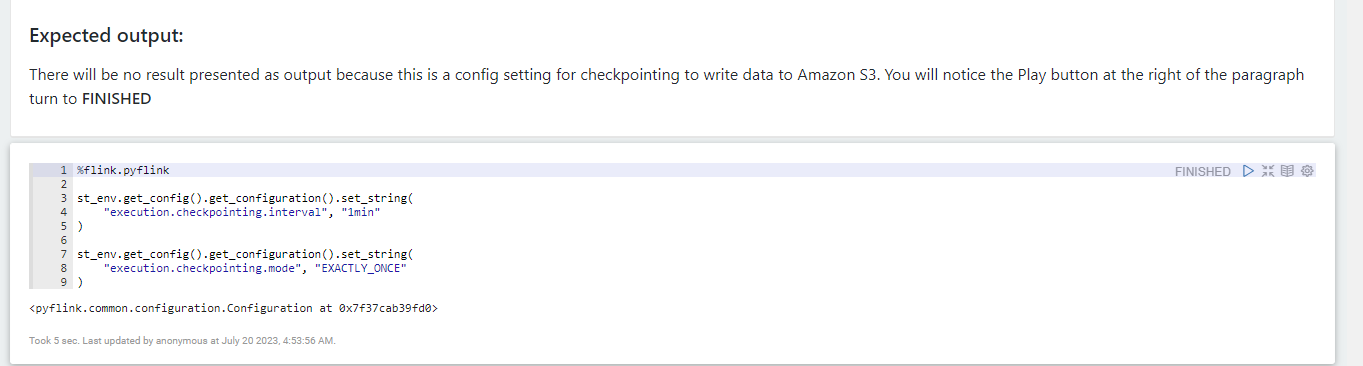 Expected output:
There will be no result presented as output because this is a config setting for checkpointing to write data to Amazon S3. You will notice the Play button at the right of the paragraph
turn to FINISHED
1 %flink.pyflink FINISHED
2
3 st_env.get_config().get_configuration().set_string(
4     "execution.checkpointing.interval", "1min"
5 )
6
7 st_env.get_config().get_configuration().set_string(
8     "execution.checkpointing.mode", "EXACTLY_ONCE"
9 )
<pyflink.common.configuration.Configuration at 0x7f37cab39fd0>
Took 5 sec. Last updated by anonymous at July 20 2023, 4:53:56 AM.